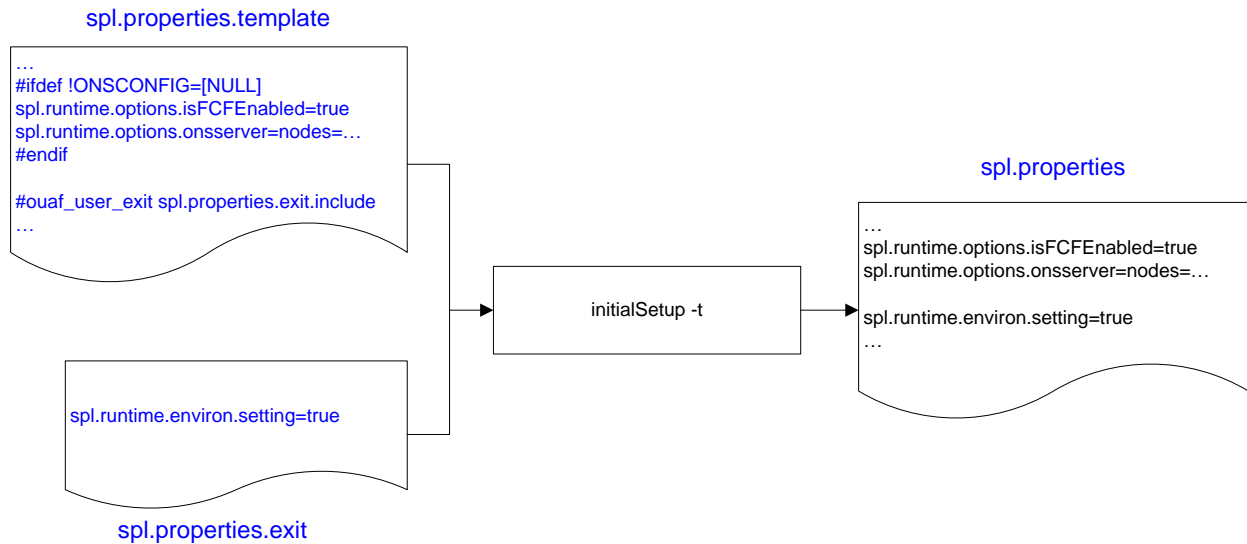 spl.properties.template
…
#ifdef !ONSCONFIG=[NULL]
spl.runtime.options.isFCFEnabled=true
spl.runtime.options.onsserver=nodes=…
#endif
#ouaf_user_exit spl.properties.exit.include
…
spl.runtime.environ.setting=true
spl.properties.exit
initialSetup -t
spl.properties
…
spl.runtime.options.isFCFEnabled=true
spl.runtime.options.onsserver=nodes=…
spl.runtime.environ.setting=true
…